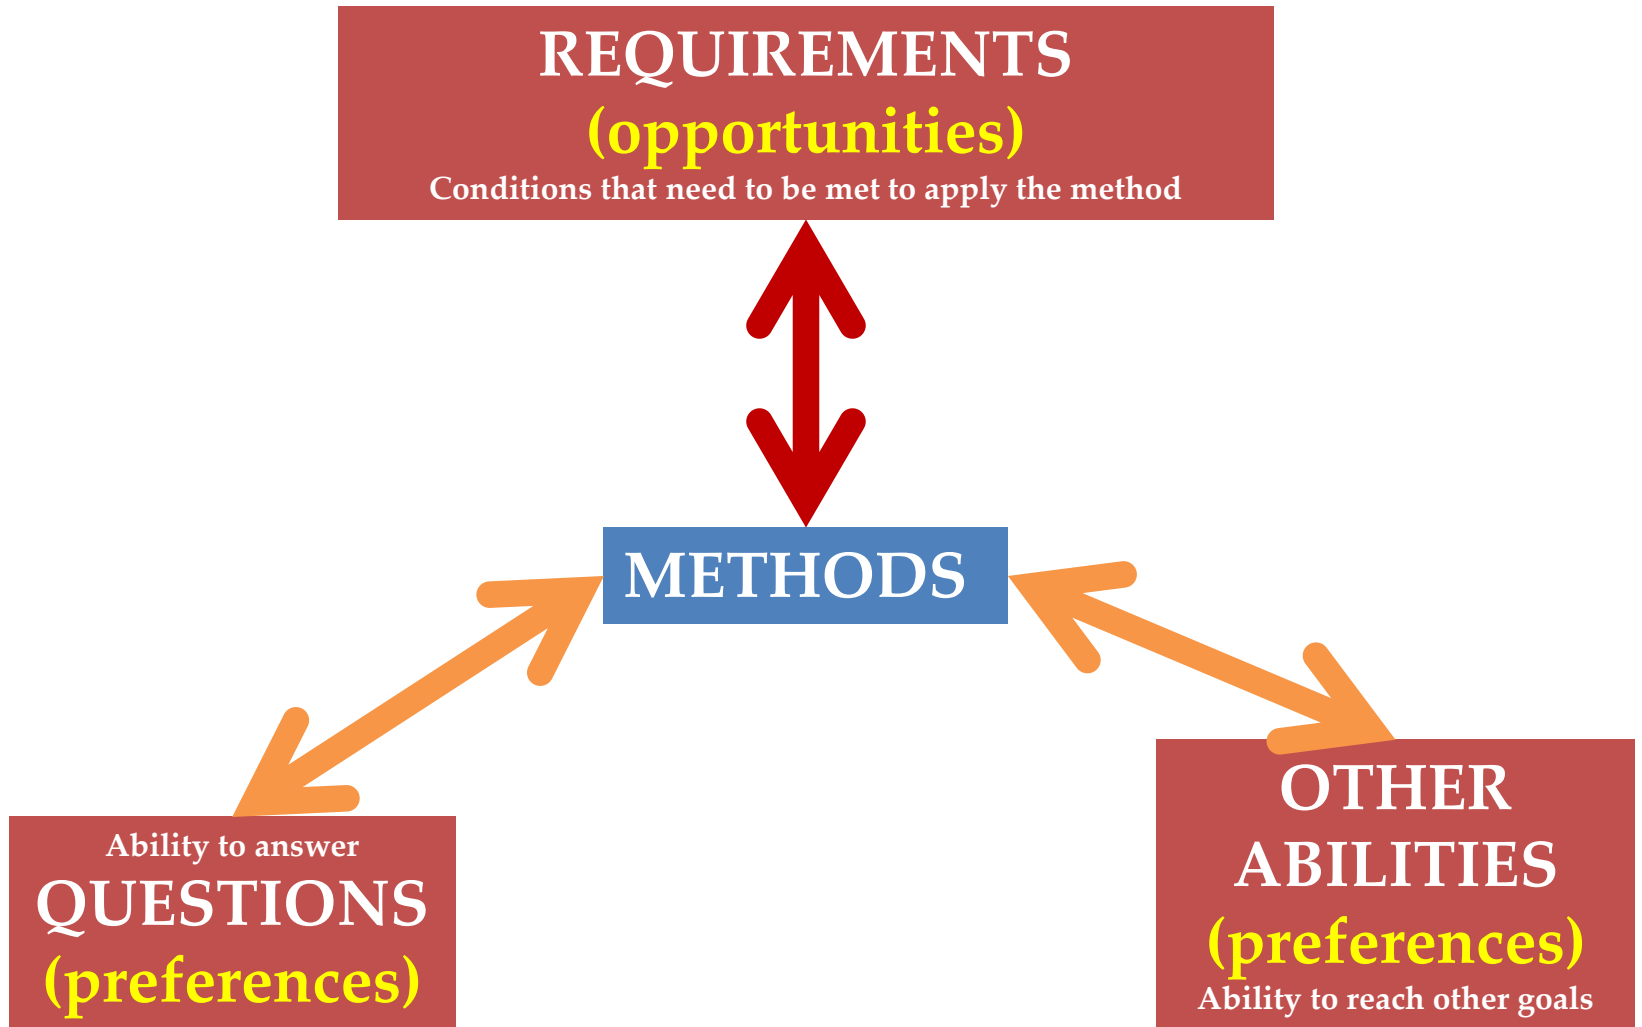 REQUIREMENTS
(opportunities)
Conditions that need to be met to apply the method
METHODS
Ability to answer
QUESTIONS
(preferences)
OTHER
ABILITIES
(preferences)
Ability to reach other goals